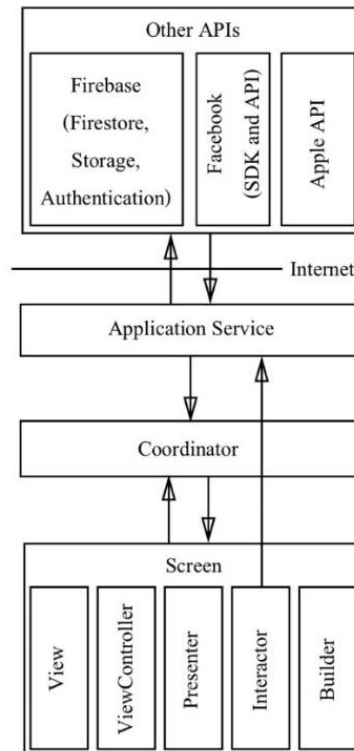 Other APIs
Firebase
(Firestore,
Storage,
Authentication)
Facebook
(SDK and API)
Apple API
Internet
Application Service
Coordinator
Screen
View
ViewController
Presenter
Interactor
Builder